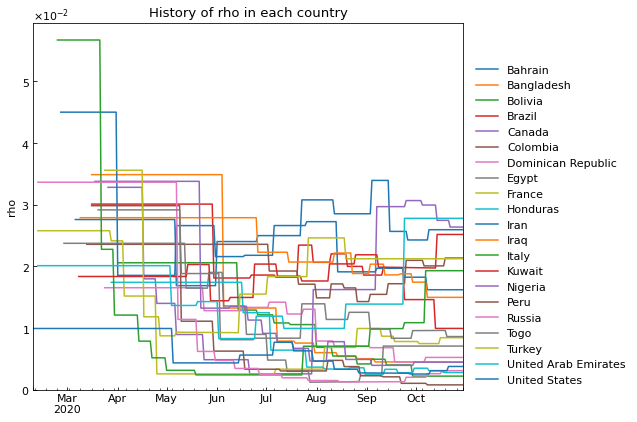 History of rho in each country
×10⁻²
5
4
3
2
1
0
rho
Mar
2020
Apr
May
Jun
Jul
Aug
Sep
Oct
Bahrain
Bangladesh
Bolivia
Brazil
Canada
Colombia
Dominican Republic
Egypt
France
Honduras
Iran
Iraq
Italy
Kuwait
Nigeria
Peru
Russia
Togo
Turkey
United Arab Emirates
United States